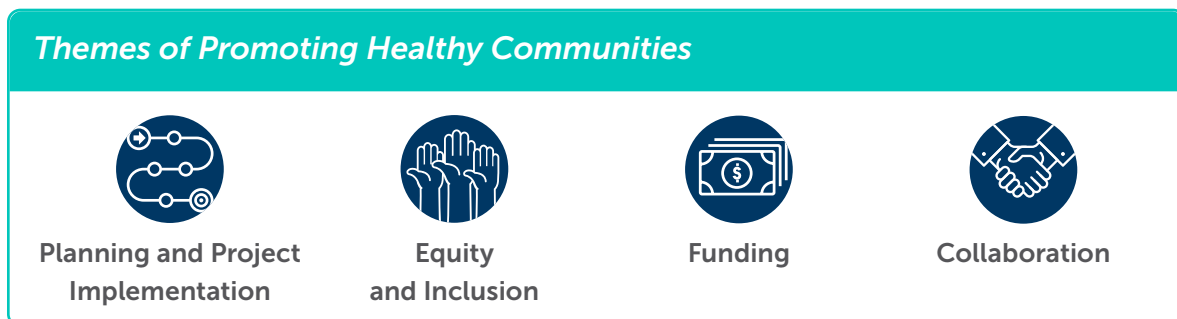 Themes of Promoting Healthy Communities
$
Planning and Project
Implementation
Equity
and Inclusion
Funding
Collaboration